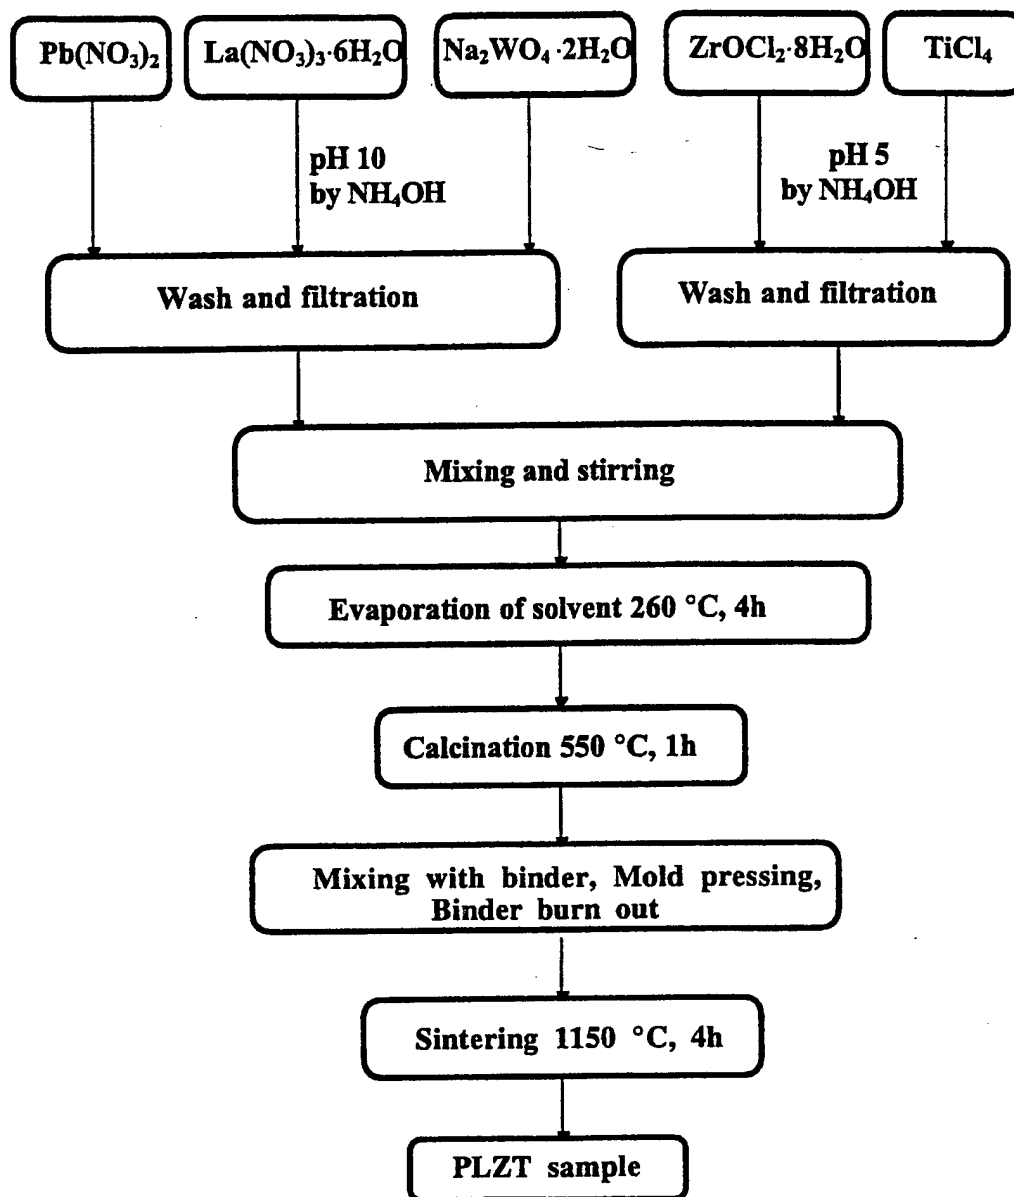 Pb(NO₃)₂
La(NO₃)₃·6H₂O
Na₂WO₄·2H₂O
ZrOCl₂·8H₂O
TiCl₄
pH 10
by NH₄OH
pH 5
by NH₄OH
Wash and filtration
Wash and filtration
Mixing and stirring
Evaporation of solvent 260 °C, 4h
Calcination 550 °C, 1h
Mixing with binder, Mold pressing,
Binder burn out
Sintering 1150 °C, 4h
PLZT sample